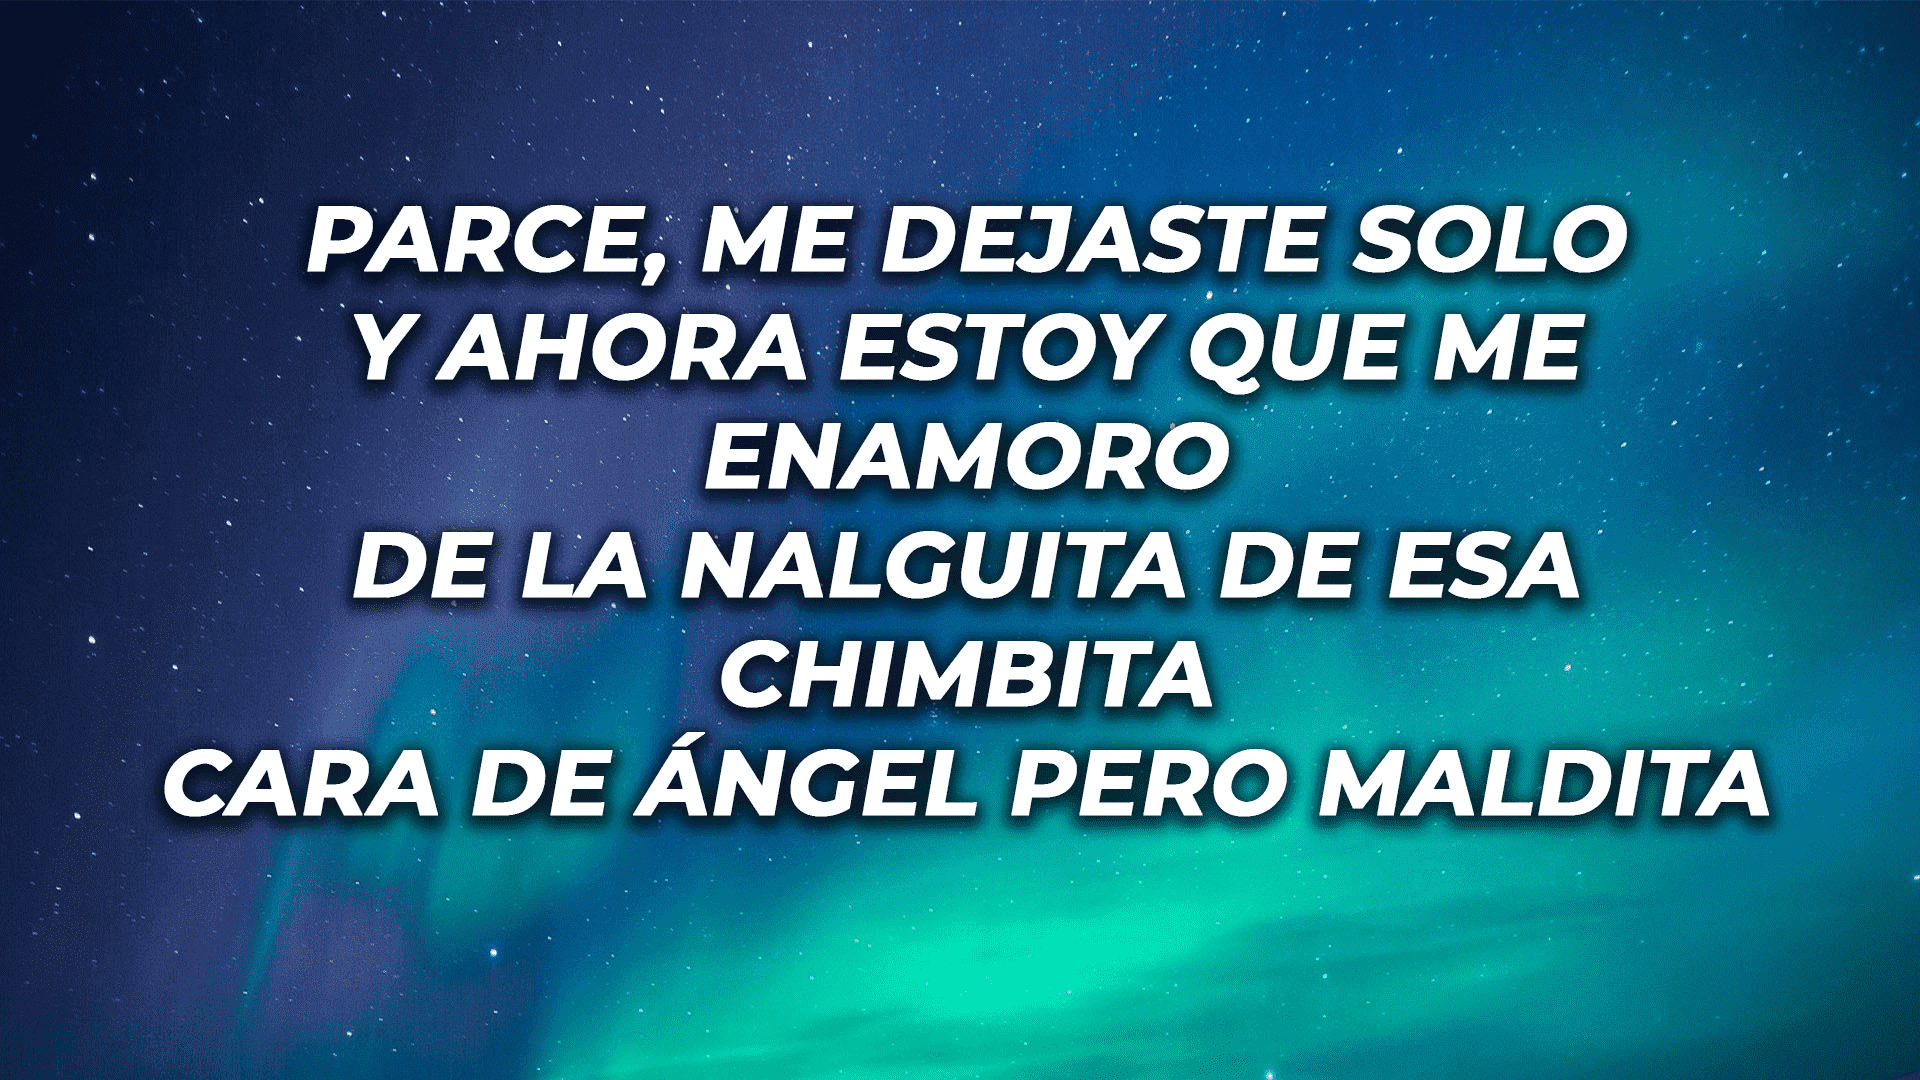 PARCE, ME DEJASTE SOLO
Y AHORA ESTOY QUE ME
ENAMORO
DE LA NALGUITA DE ESA
CHIMBITA
CARA DE ÁNGEL PERO MALDITA